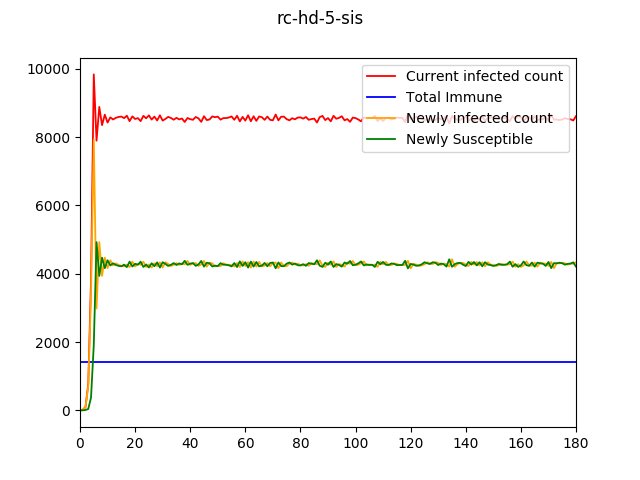 rc-hd-5-sis
10000
8000
6000
4000
2000
0
Current infected count
Total Immune
Newly infected count
Newly Susceptible
0 20 40 60 80 100 120 140 160 180